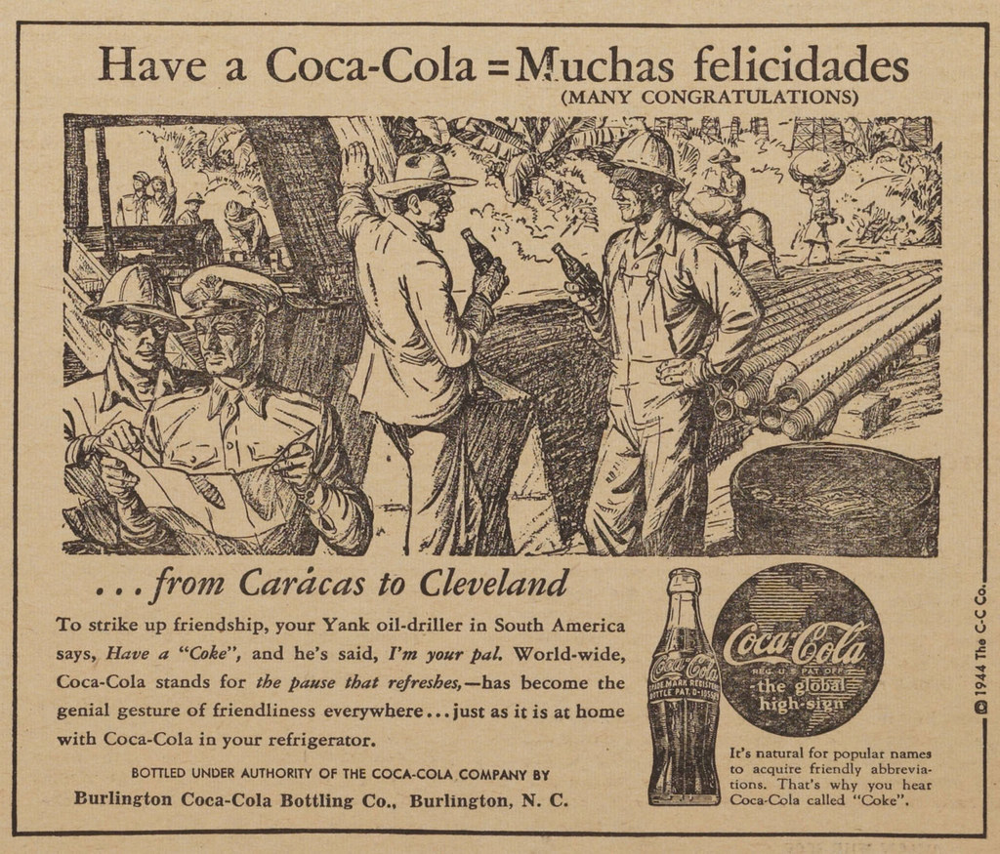 Have a Coca-Cola = Muchas felicidades
(MANY CONGRATULATIONS)
...from Carácas to Cleveland
To strike up friendship, your Yank oil-driller in South America
says, Have a “Coke”, and he's said, I'm your pal. World-wide,
Coca-Cola stands for the pause that refreshes,—has become the
genial gesture of friendliness everywhere...just as it is at home
with Coca-Cola in your refrigerator.
BOTTLED UNDER AUTHORITY OF THE COCA-COLA COMPANY BY
Burlington Coca-Cola Bottling Co., Burlington, N. C.
Coca-Cola
TRADE MARK REGISTERED
BOTTLE PAT. D-105529
Coca-Cola
REG. U. S. PAT. OFF.
-the global
high-sign
It's natural for popular names
to acquire friendly abbrevia-
tions. That's why you hear
Coca-Cola called “Coke”.
© 1944 The C-C Co.